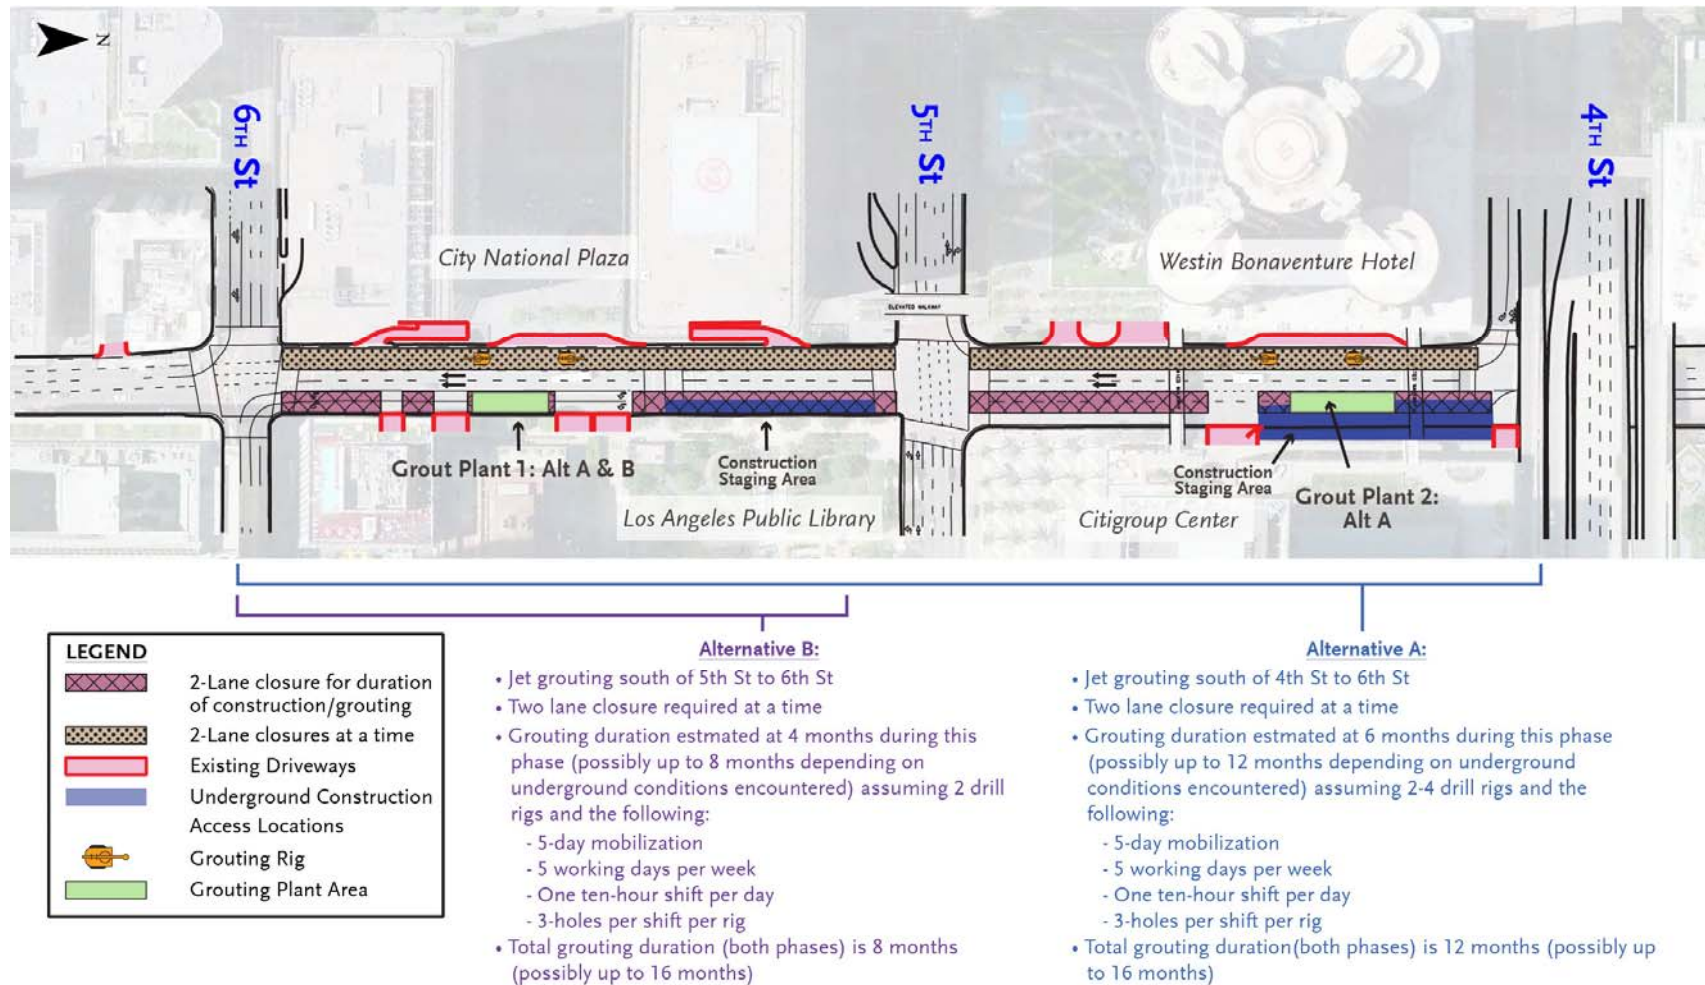 N
6TH St
5TH St
4TH St
City National Plaza
Westin Bonaventure Hotel
ELEVATED WALKWAY
Grout Plant 1: Alt A & B
Construction
Staging Area
Los Angeles Public Library
Construction
Staging Area
Citigroup Center
Grout Plant 2:
Alt A
LEGEND
2-Lane closure for duration
of construction/grouting
2-Lane closures at a time
Existing Driveways
Underground Construction
Access Locations
Grouting Rig
Grouting Plant Area
Alternative B:
• Jet grouting south of 5th St to 6th St
• Two lane closure required at a time
• Grouting duration estmated at 4 months during this
phase (possibly up to 8 months depending on
underground conditions encountered) assuming 2 drill
rigs and the following:
- 5-day mobilization
- 5 working days per week
- One ten-hour shift per day
- 3-holes per shift per rig
• Total grouting duration (both phases) is 8 months
(possibly up to 16 months)
Alternative A:
• Jet grouting south of 4th St to 6th St
• Two lane closure required at a time
• Grouting duration estmated at 6 months during this phase
(possibly up to 12 months depending on underground
conditions encountered) assuming 2-4 drill rigs and the
following:
- 5-day mobilization
- 5 working days per week
- One ten-hour shift per day
- 3-holes per shift per rig
• Total grouting duration(both phases) is 12 months (possibly up
to 16 months)